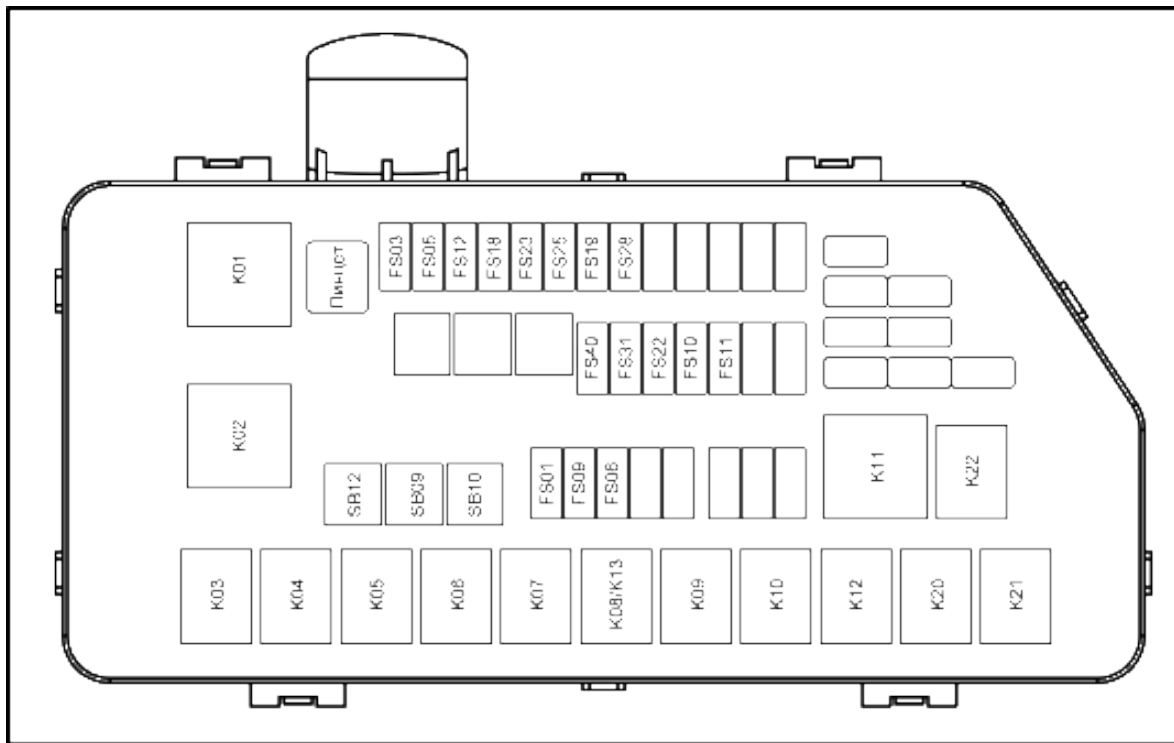 K01
Пинцет
FS03 FS05 FS12 FS18 FS23 FS25 FS19 FS28
FS40 FS31 FS22 FS10 FS11
K02
SB12 SB09 SB10
FS01 FS09 FS06
K11
K22
K03 K04 K05 K06 K07 K08/K13 K09 K10 K12 K20 K21